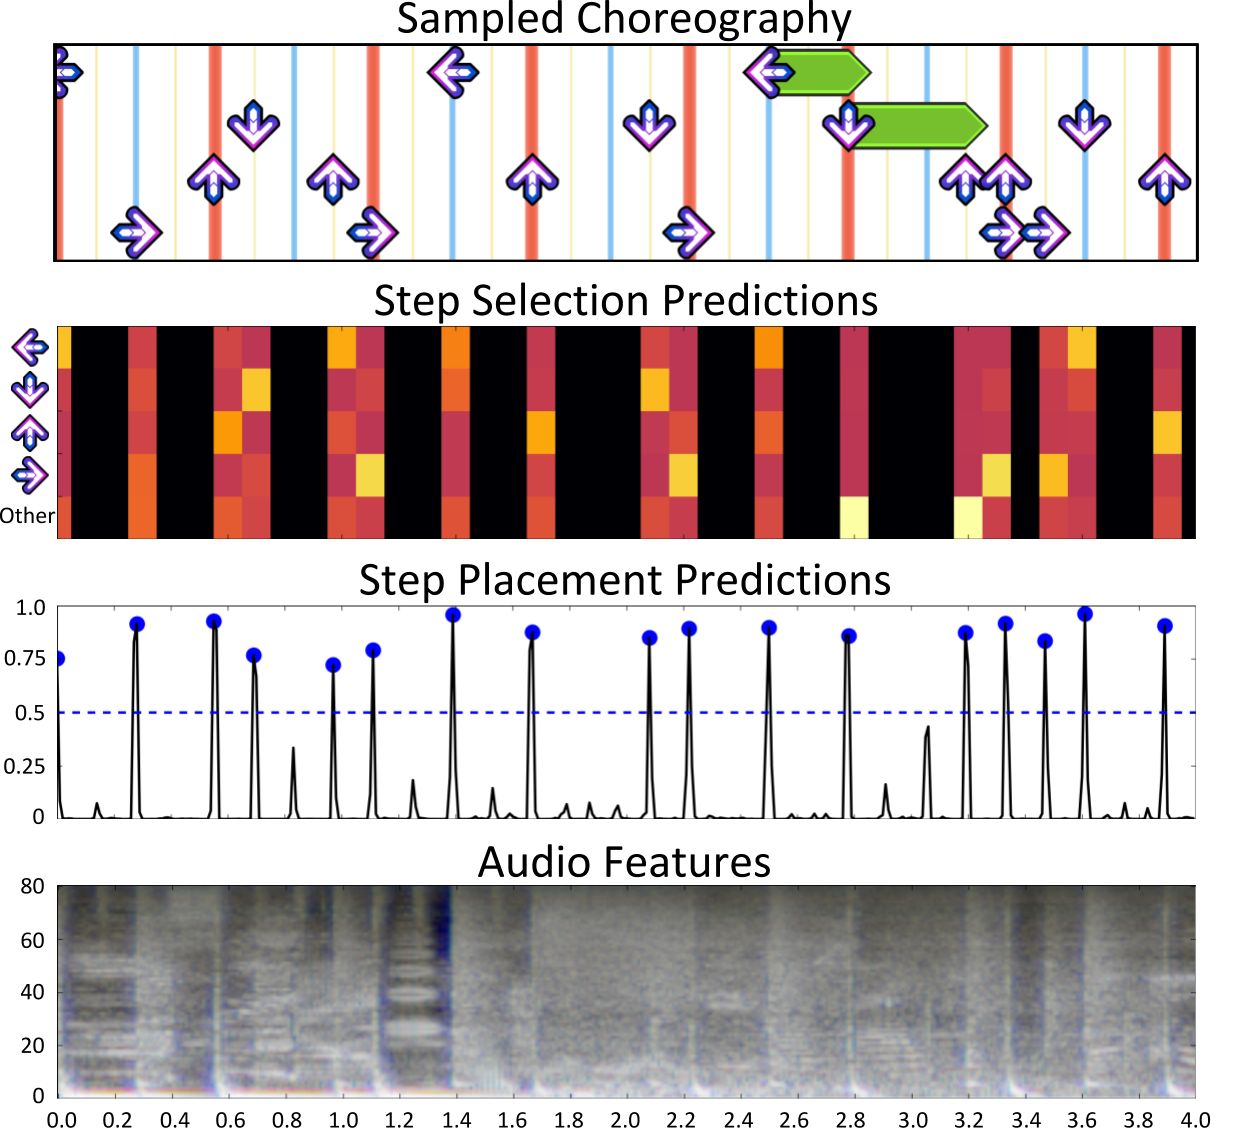 Sampled Choreography
Step Selection Predictions
Other
Step Placement Predictions
1.0
0.75
0.5
0.25
0
Audio Features
80
60
40
20
0
0.0 0.2 0.4 0.6 0.8 1.0 1.2 1.4 1.6 1.8 2.0 2.2 2.4 2.6 2.8 3.0 3.2 3.4 3.6 3.8 4.0